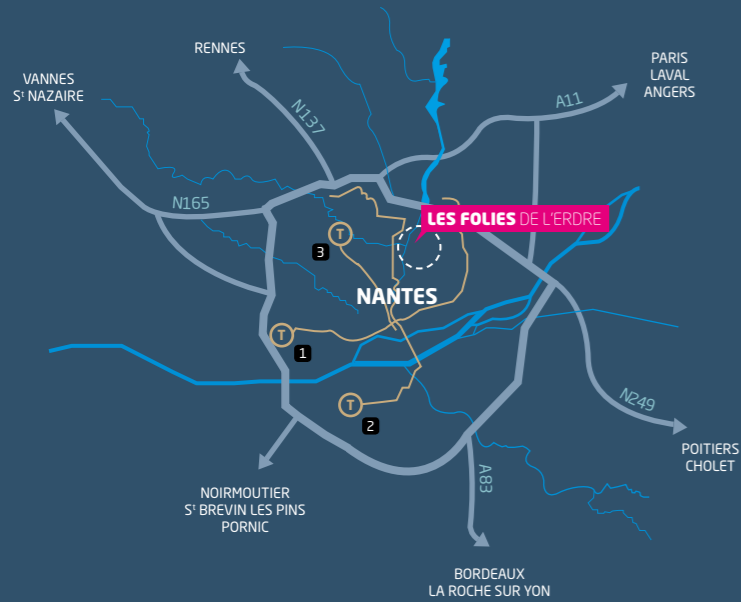 RENNES
VANNES
Sᵗ NAZAIRE
PARIS
LAVAL
ANGERS
N137
A11
N165
LES FOLIES DE L'ERDRE
T
3
NANTES
T
1
T
2
N249
POITIERS
CHOLET
A83
NOIRMOUTIER
Sᵗ BREVIN LES PINS
PORNIC
BORDEAUX
LA ROCHE SUR YON